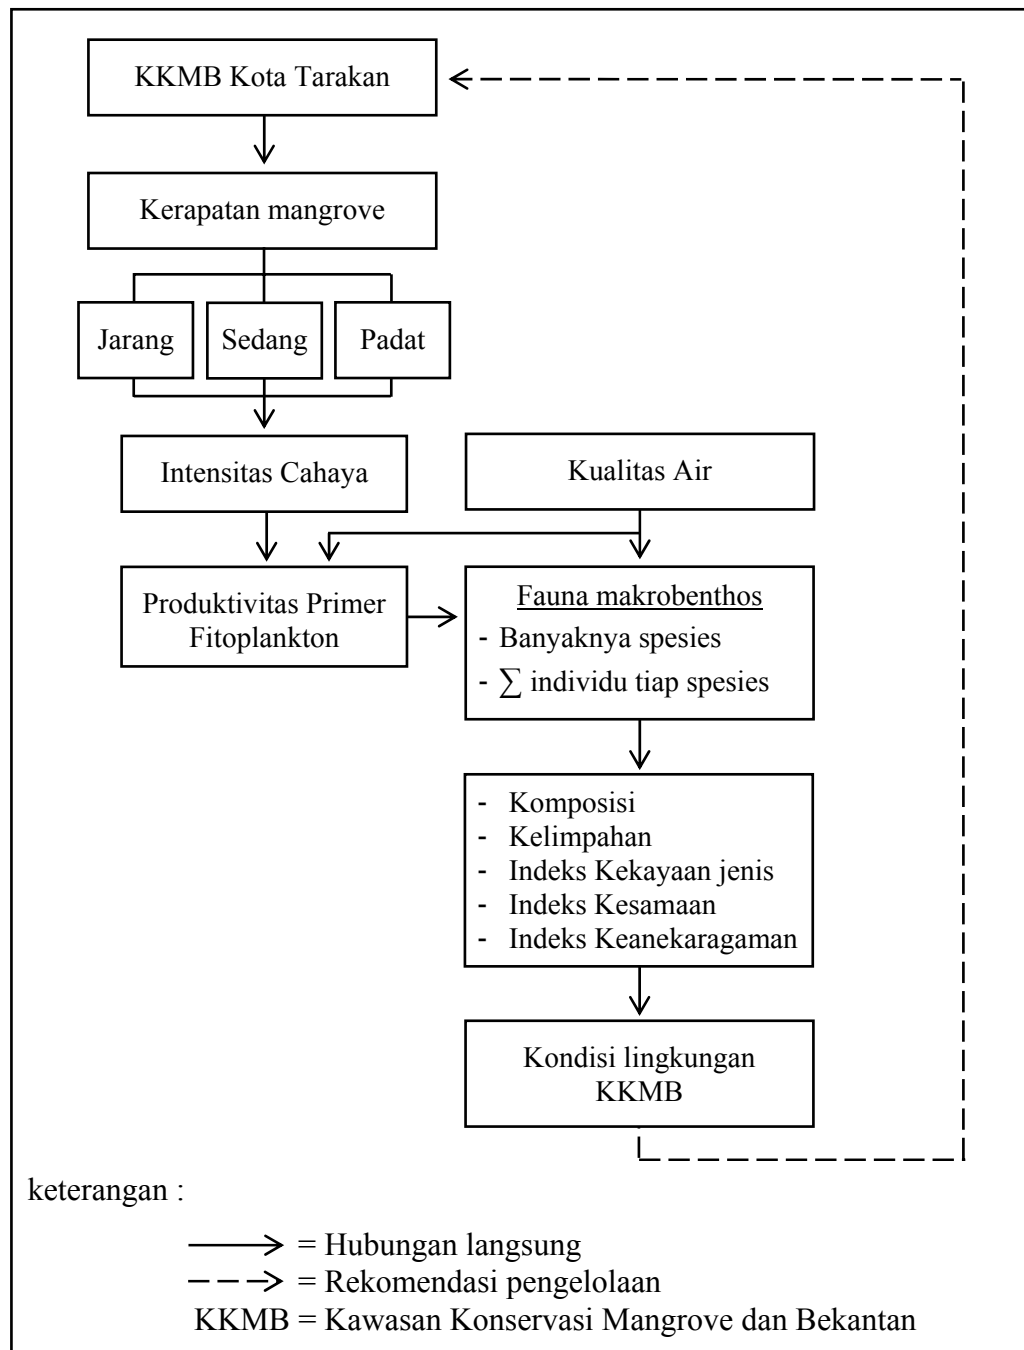 KKMB Kota Tarakan
Kerapatan mangrove
Jarang
Sedang
Padat
Intensitas Cahaya
Kualitas Air
Produktivitas Primer
Fitoplankton
Fauna makrobenthos
- Banyaknya spesies
- ∑ individu tiap spesies
- Komposisi
- Kelimpahan
- Indeks Kekayaan jenis
- Indeks Kesamaan
- Indeks Keanekaragaman
Kondisi lingkungan
KKMB
keterangan :
= Hubungan langsung
= Rekomendasi pengelolaan
KKMB = Kawasan Konservasi Mangrove dan Bekantan